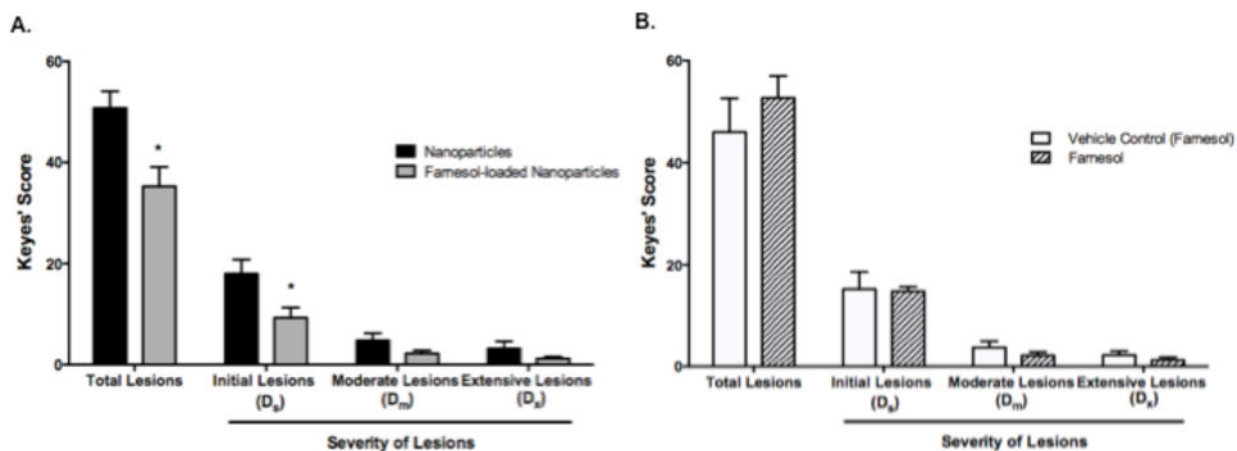 A.
60
40
20
0
Keyes' Score
*
*
Nanoparticles
Farnesol-loaded Nanoparticles
Total Lesions
Initial Lesions
(Ds)
Moderate Lesions
(Dm)
Extensive Lesions
(Dx)
Severity of Lesions
B.
60
40
20
0
Keyes' Score
Vehicle Control (Farnesol)
Farnesol
Total Lesions
Initial Lesions
(Ds)
Moderate Lesions
(Dm)
Extensive Lesions
(Dx)
Severity of Lesions